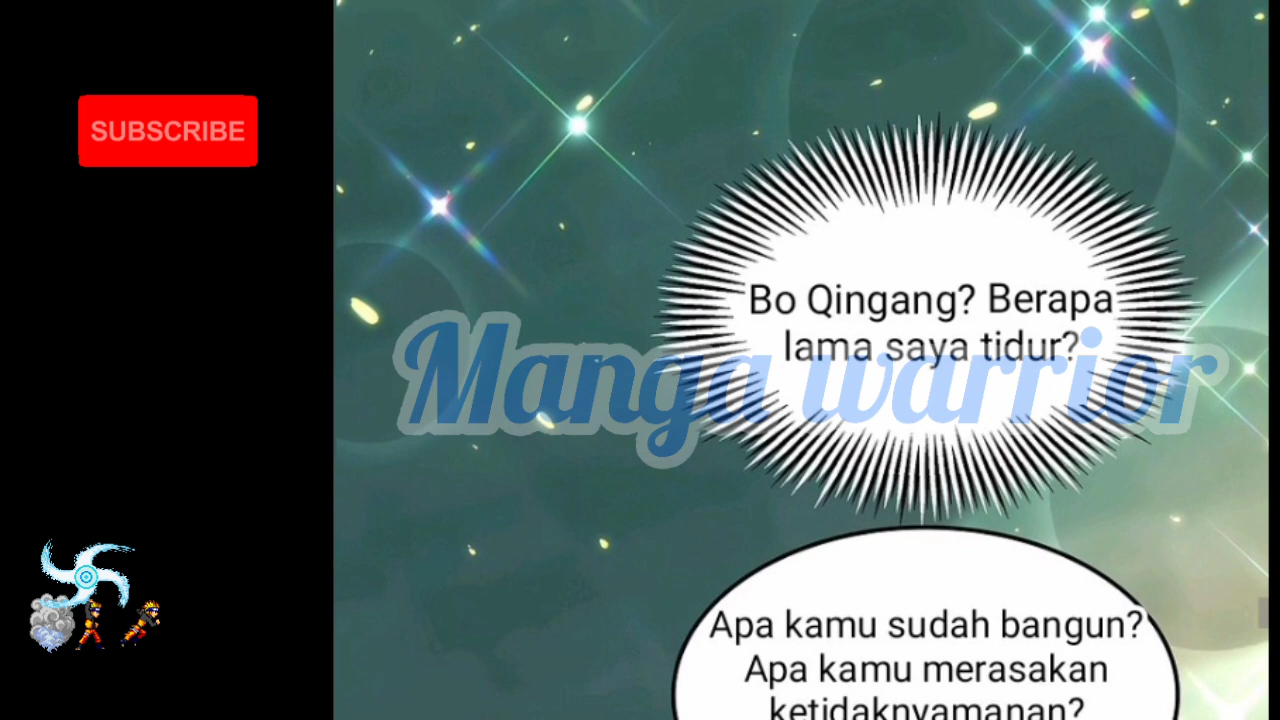 SUBSCRIBE
Bo Qingang? Berapa
lama saya tidur?
Manga warrior
Apa kamu sudah bangun?
Apa kamu merasakan
ketidaknyamanan?